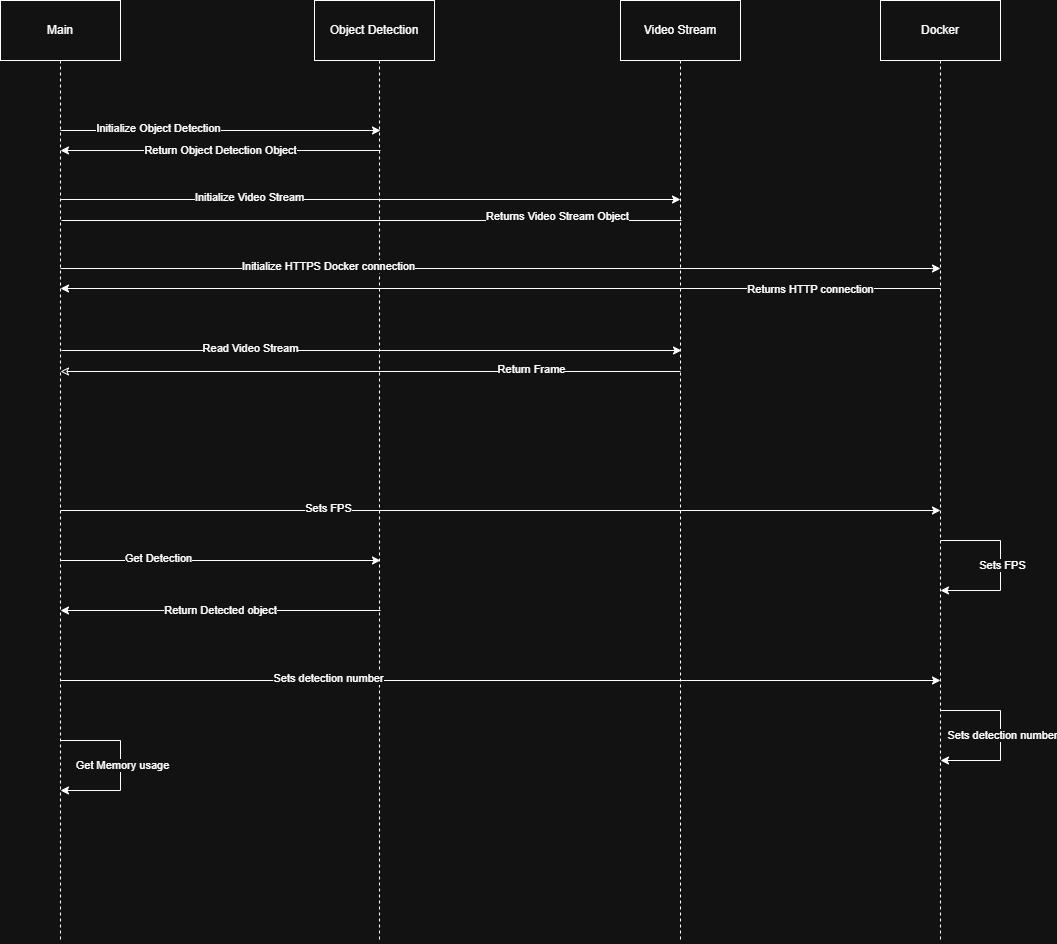 Main
Object Detection
Video Stream
Docker
Initialize Object Detection
Return Object Detection Object
Initialize Video Stream
Returns Video Stream Object
Initialize HTTPS Docker connection
Returns HTTP connection
Read Video Stream
Return Frame
Sets FPS
Get Detection
Sets FPS
Return Detected object
Sets detection number
Sets detection number
Get Memory usage